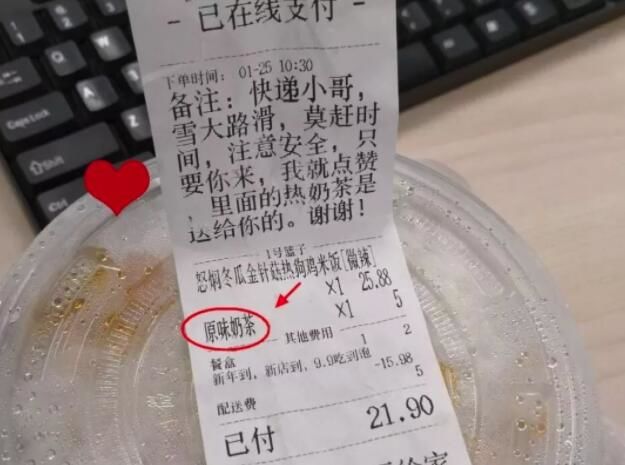 - 已在线支付 -
下单时间: 01-25 10:30
备注: 快递小哥,
雪大路滑, 莫赶时
间, 注意安全, 只
要你来, 我就点赞
, 里面的热奶茶是
送给你的。谢谢!
1号篮子
怒焖冬瓜金针菇热狗鸡米饭[微辣]
×1 25.88
原味奶茶 ×1 5
其他费用
餐盒 1 2
新年到, 新店到, 9.9吃到泡 -15.98
配送费 5
已付 21.90
CapsLock
Shift